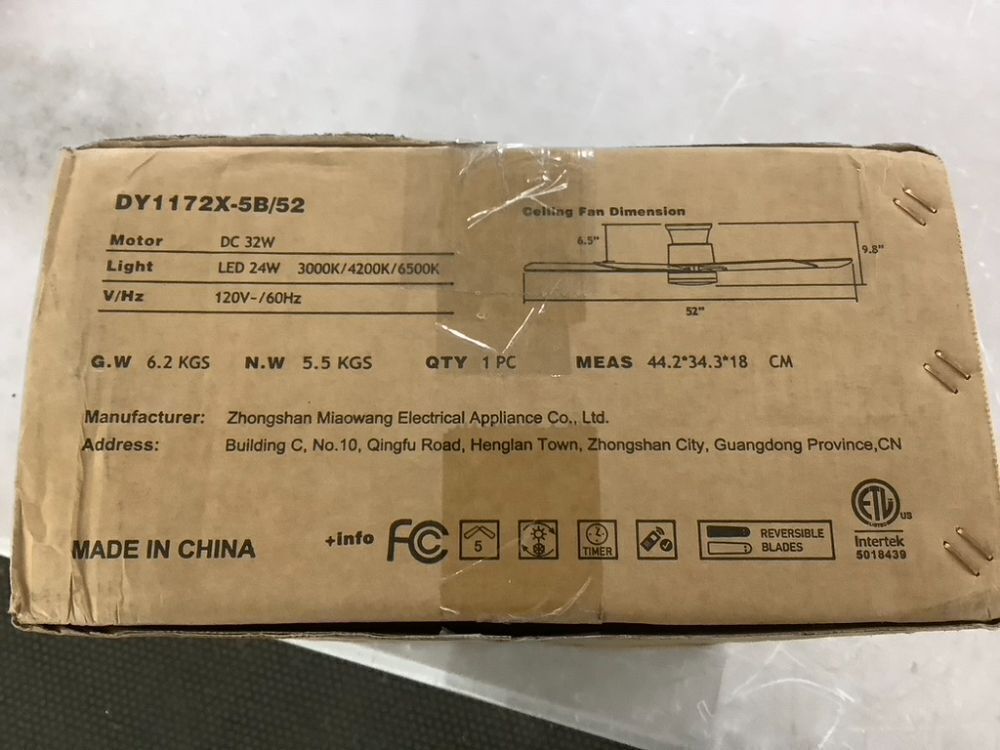 DY1172X-5B/52
Motor DC 32W
Light LED 24W 3000K/4200K/6500K
V/Hz 120V~/60Hz
Ceiling Fan Dimension
6.5"
9.8"
52"
G.W 6.2 KGS N.W 5.5 KGS QTY 1 PC MEAS 44.2*34.3*18 CM
Manufacturer: Zhongshan Miaowang Electrical Appliance Co., Ltd.
Address: Building C, No.10, Qingfu Road, Henglan Town, Zhongshan City, Guangdong Province,CN
MADE IN CHINA
+info
FC
5
TIMER
REVERSIBLE
BLADES
ETL
LISTED
US
Intertek
5018439